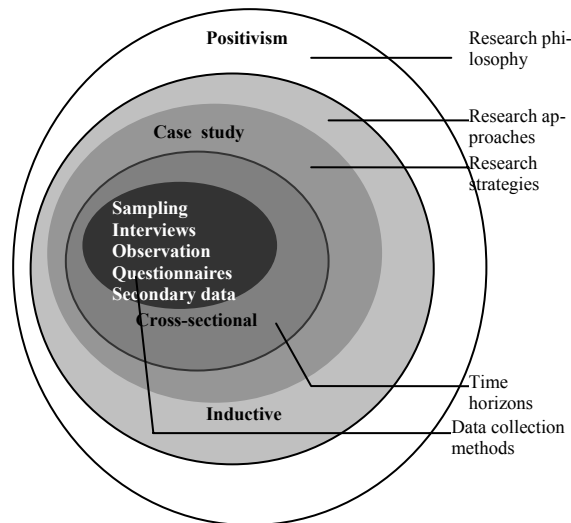 Positivism
Research phi-
losophy
Research ap-
proaches
Case study
Research
strategies
Sampling
Interviews
Observation
Questionnaires
Secondary data
Cross-sectional
Time
horizons
Inductive
Data collection
methods